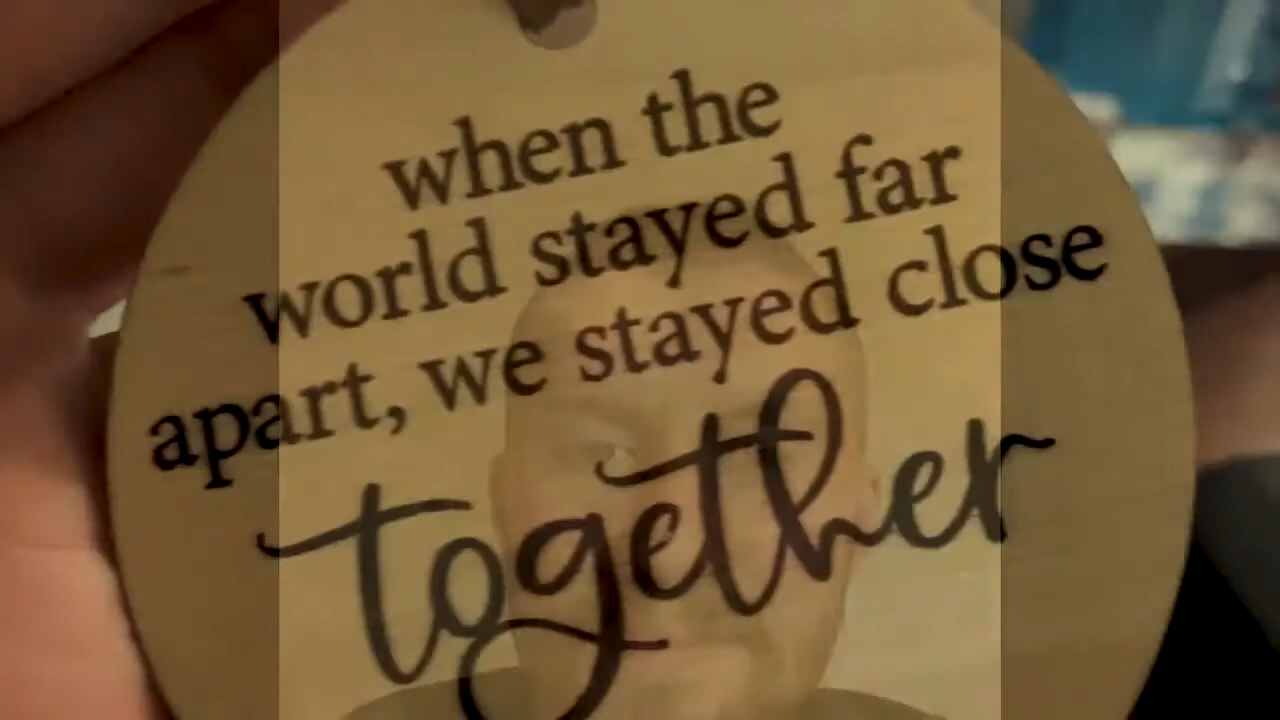 when the
world stayed far
apart, we stayed close
together